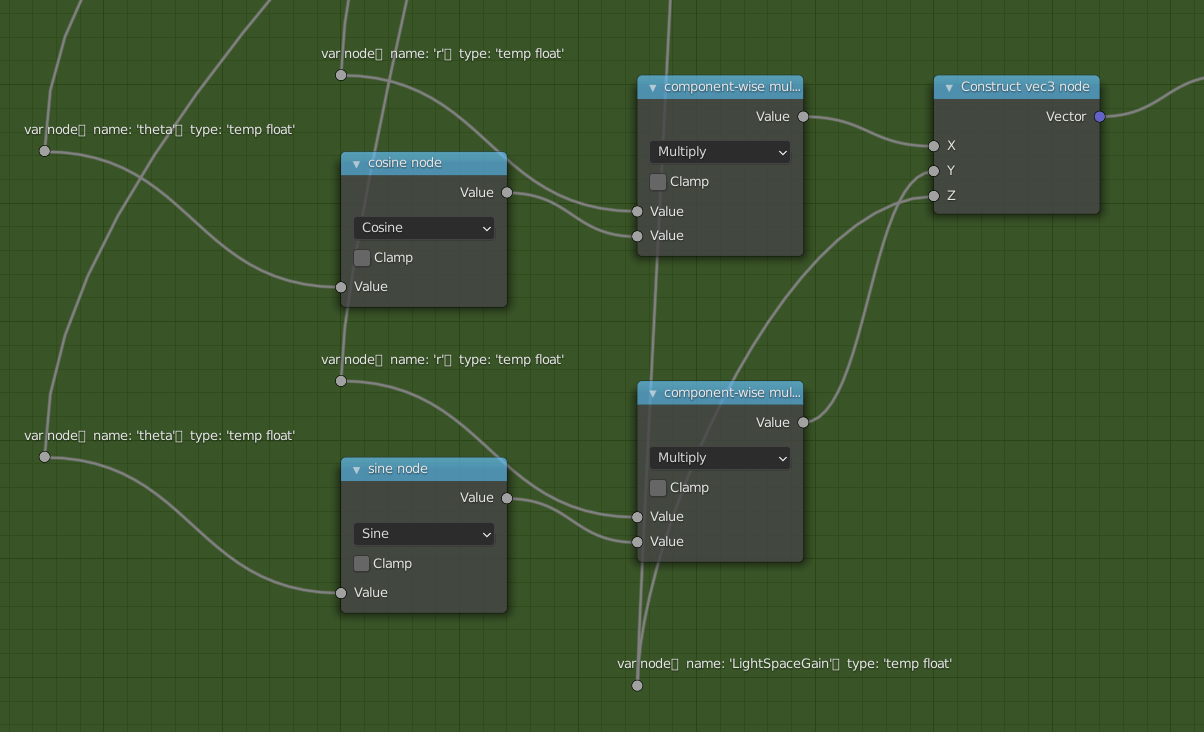 var node▯ name: 'r'▯ type: 'temp float'
var node▯ name: 'theta'▯ type: 'temp float'
cosine node
Value
Cosine
Clamp
Value
component-wise mul...
Value
Multiply
Clamp
Value
Value
Construct vec3 node
Vector
X
Y
Z
var node▯ name: 'r'▯ type: 'temp float'
var node▯ name: 'theta'▯ type: 'temp float'
sine node
Value
Sine
Clamp
Value
component-wise mul...
Value
Multiply
Clamp
Value
Value
var node▯ name: 'LightSpaceGain'▯ type: 'temp float'